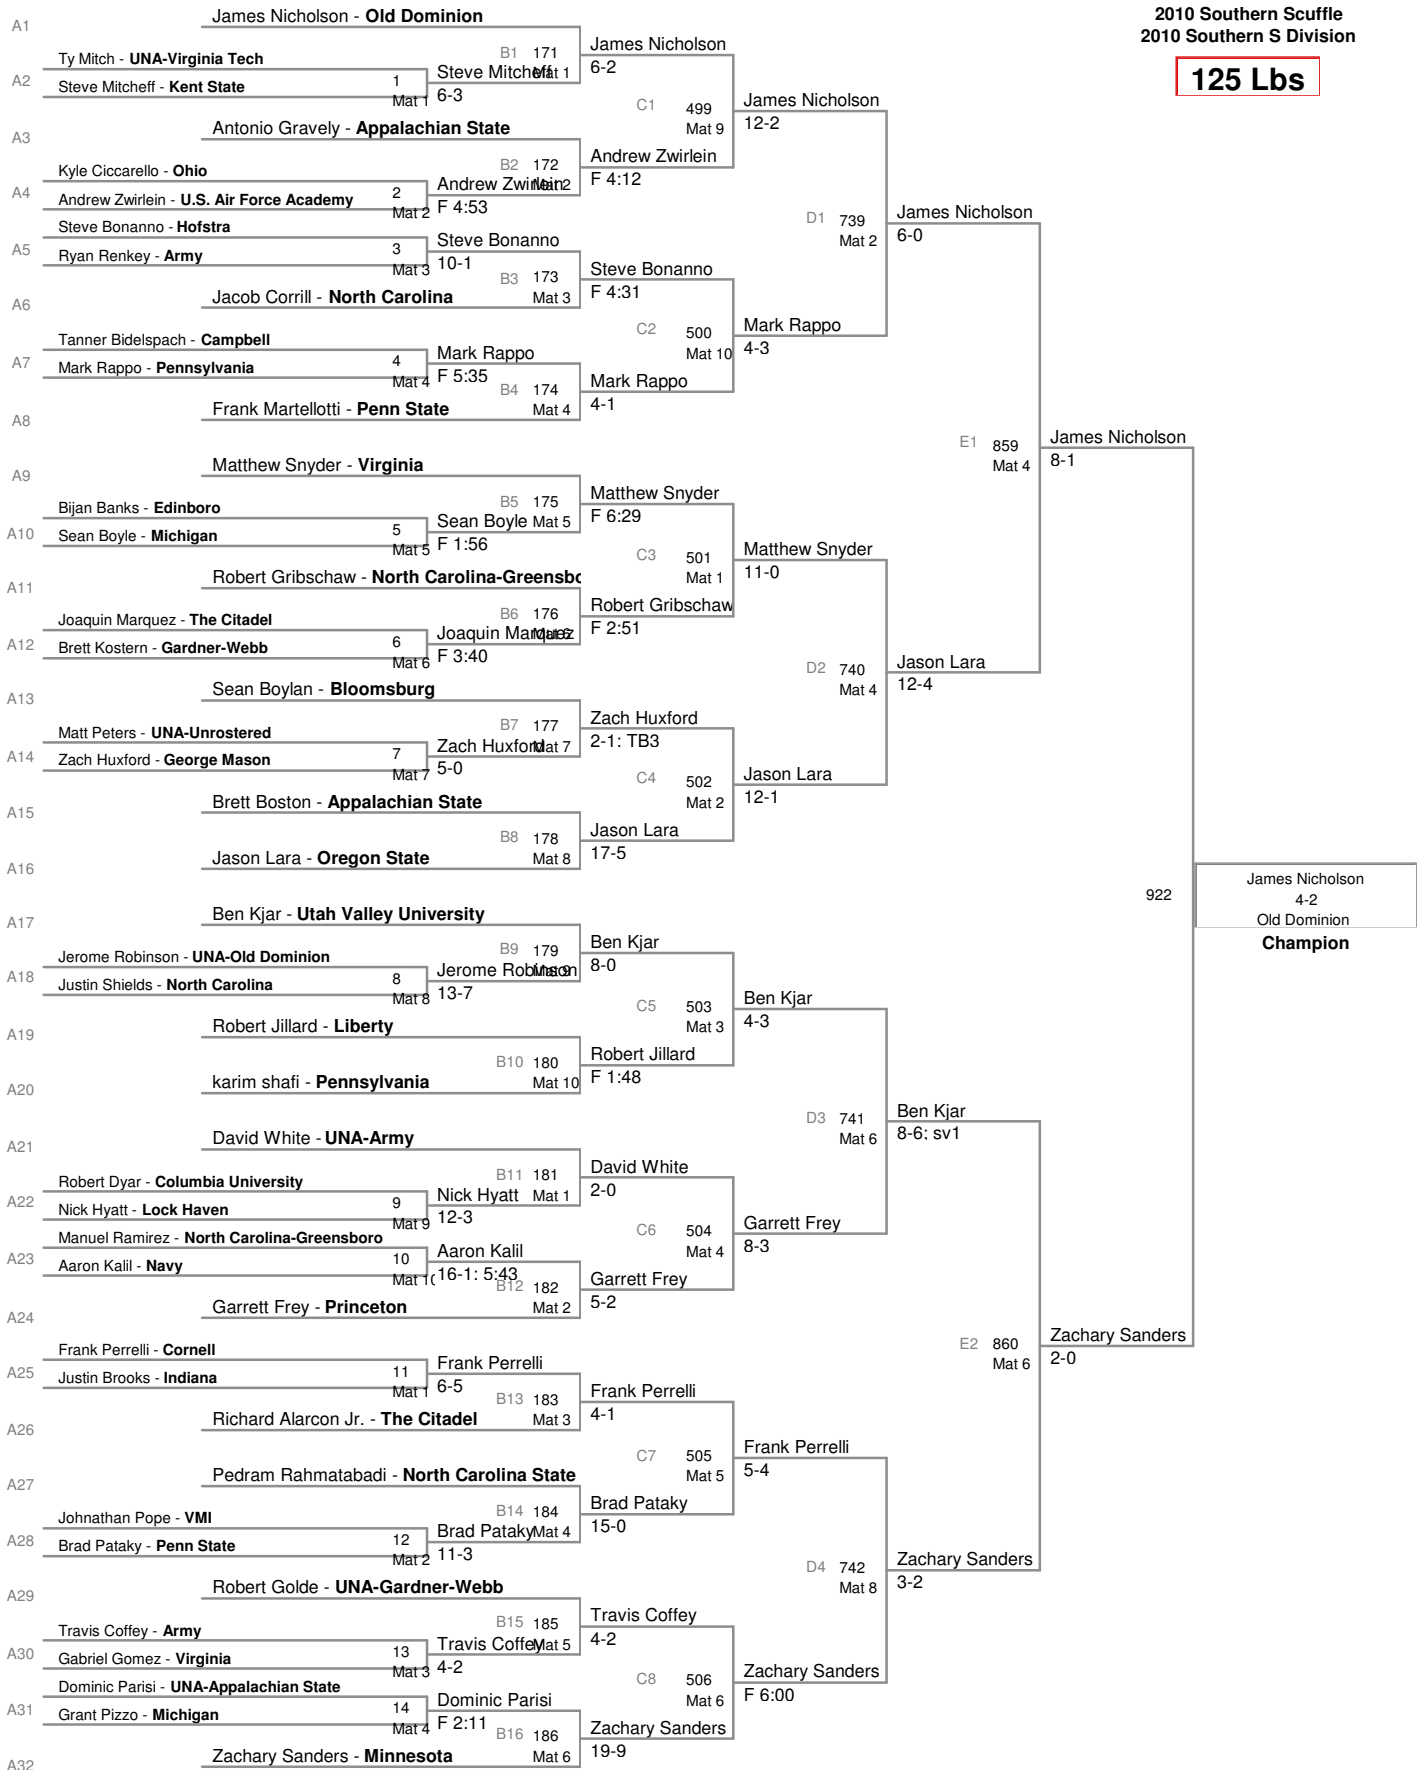 2010 Southern Scuffle
2010 Southern S Division
125 Lbs
A1
James Nicholson - Old Dominion
Ty Mitch - UNA-Virginia Tech
B1 171
Mat 1
James Nicholson
6-2
A2
Steve Mitcheff - Kent State
1
Mat 1
Steve Mitcheff
6-3
C1 499
Mat 9
James Nicholson
12-2
A3
Antonio Gravely - Appalachian State
Kyle Ciccarello - Ohio
B2 172
Mat 2
Andrew Zwirlein
F 4:12
A4
Andrew Zwirlein - U.S. Air Force Academy
2
Mat 2
Andrew Zwirlein
F 4:53
D1 739
Mat 2
James Nicholson
6-0
Steve Bonanno - Hofstra
A5
Ryan Renkey - Army
3
Mat 3
Steve Bonanno
10-1
B3 173
Mat 3
Steve Bonanno
F 4:31
A6
Jacob Corrill - North Carolina
C2 500
Mat 10
Mark Rappo
4-3
Tanner Bidelspach - Campbell
A7
Mark Rappo - Pennsylvania
4
Mat 4
Mark Rappo
F 5:35
B4 174
Mat 4
Mark Rappo
4-1
A8
Frank Martellotti - Penn State
E1 859
Mat 4
James Nicholson
8-1
A9
Matthew Snyder - Virginia
Bijan Banks - Edinboro
B5 175
Mat 5
Matthew Snyder
F 6:29
A10
Sean Boyle - Michigan
5
Mat 5
Sean Boyle
F 1:56
C3 501
Mat 1
Matthew Snyder
11-0
A11
Robert Gribschaw - North Carolina-Greensbo
Joaquin Marquez - The Citadel
B6 176
Mat 6
Robert Gribschaw
F 2:51
A12
Brett Kostern - Gardner-Webb
6
Mat 6
Joaquin Marquez
F 3:40
D2 740
Mat 4
Jason Lara
12-4
A13
Sean Boylan - Bloomsburg
Matt Peters - UNA-Unrostered
B7 177
Mat 7
Zach Huxford
2-1: TB3
A14
Zach Huxford - George Mason
7
Mat 7
Zach Huxford
5-0
C4 502
Mat 2
Jason Lara
12-1
A15
Brett Boston - Appalachian State
B8 178
Mat 8
Jason Lara
17-5
A16
Jason Lara - Oregon State
922
James Nicholson
4-2
Old Dominion
Champion
A17
Ben Kjar - Utah Valley University
Jerome Robinson - UNA-Old Dominion
B9 179
Mat 9
Ben Kjar
8-0
A18
Justin Shields - North Carolina
8
Mat 8
Jerome Robinson
13-7
C5 503
Mat 3
Ben Kjar
4-3
A19
Robert Jillard - Liberty
B10 180
Mat 10
Robert Jillard
F 1:48
A20
karim shafi - Pennsylvania
D3 741
Mat 6
Ben Kjar
8-6: sv1
A21
David White - UNA-Army
Robert Dyar - Columbia University
B11 181
Mat 1
David White
2-0
A22
Nick Hyatt - Lock Haven
9
Mat 9
Nick Hyatt
12-3
C6 504
Mat 4
Garrett Frey
8-3
Manuel Ramirez - North Carolina-Greensboro
A23
Aaron Kalil - Navy
10
Mat 10
Aaron Kalil
16-1: 5:43
B12 182
Mat 2
Garrett Frey
5-2
A24
Garrett Frey - Princeton
E2 860
Mat 6
Zachary Sanders
2-0
Frank Perrelli - Cornell
A25
Justin Brooks - Indiana
11
Mat 1
Frank Perrelli
6-5
B13 183
Mat 3
Frank Perrelli
4-1
A26
Richard Alarcon Jr. - The Citadel
C7 505
Mat 5
Frank Perrelli
5-4
A27
Pedram Rahmatabadi - North Carolina State
Johnathan Pope - VMI
B14 184
Mat 4
Brad Pataky
15-0
A28
Brad Pataky - Penn State
12
Mat 2
Brad Pataky
11-3
D4 742
Mat 8
Zachary Sanders
3-2
A29
Robert Golde - UNA-Gardner-Webb
Travis Coffey - Army
B15 185
Mat 5
Travis Coffey
4-2
A30
Gabriel Gomez - Virginia
13
Mat 3
Travis Coffey
4-2
C8 506
Mat 6
Zachary Sanders
F 6:00
Dominic Parisi - UNA-Appalachian State
A31
Grant Pizzo - Michigan
14
Mat 4
Dominic Parisi
F 2:11
B16 186
Mat 6
Zachary Sanders
19-9
A32
Zachary Sanders - Minnesota